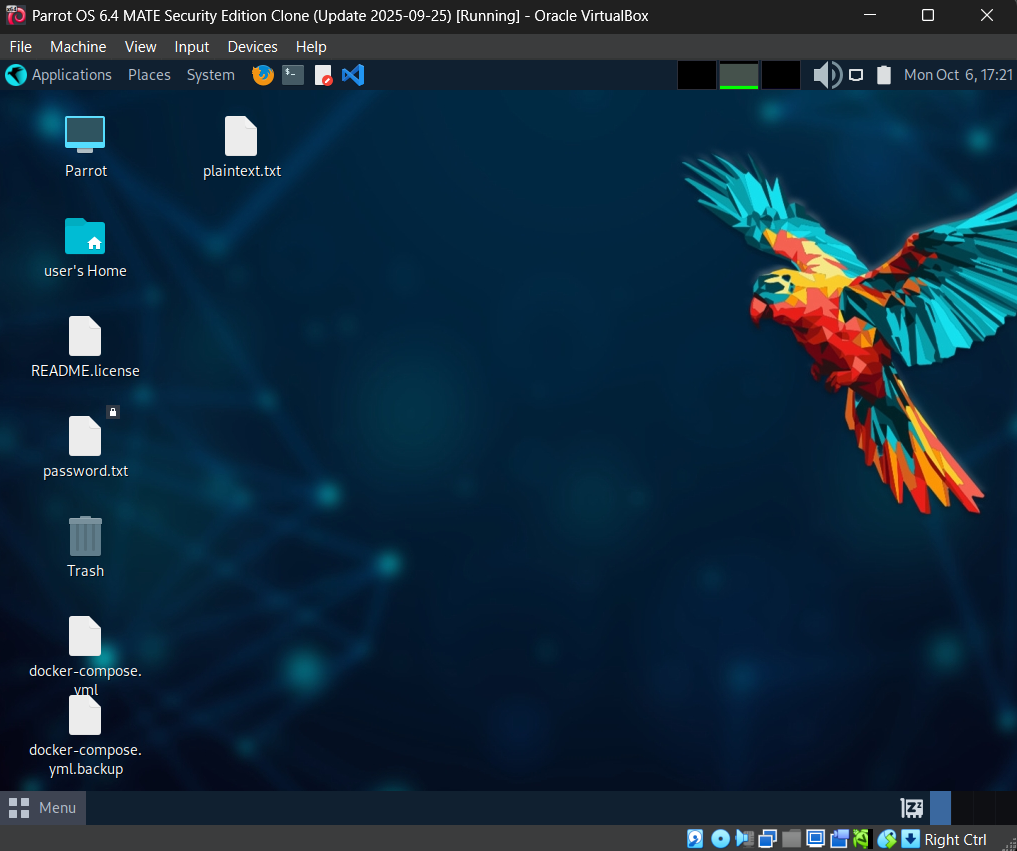 Parrot OS 6.4 MATE Security Edition Clone (Update 2025-09-25) [Running] - Oracle VirtualBox
File Machine View Input Devices Help
Applications Places System Mon Oct 6, 17:21
Parrot
plaintext.txt
user's Home
README.license
password.txt
Trash
docker-compose.
yml
docker-compose.
yml.backup
Menu
Right Ctrl